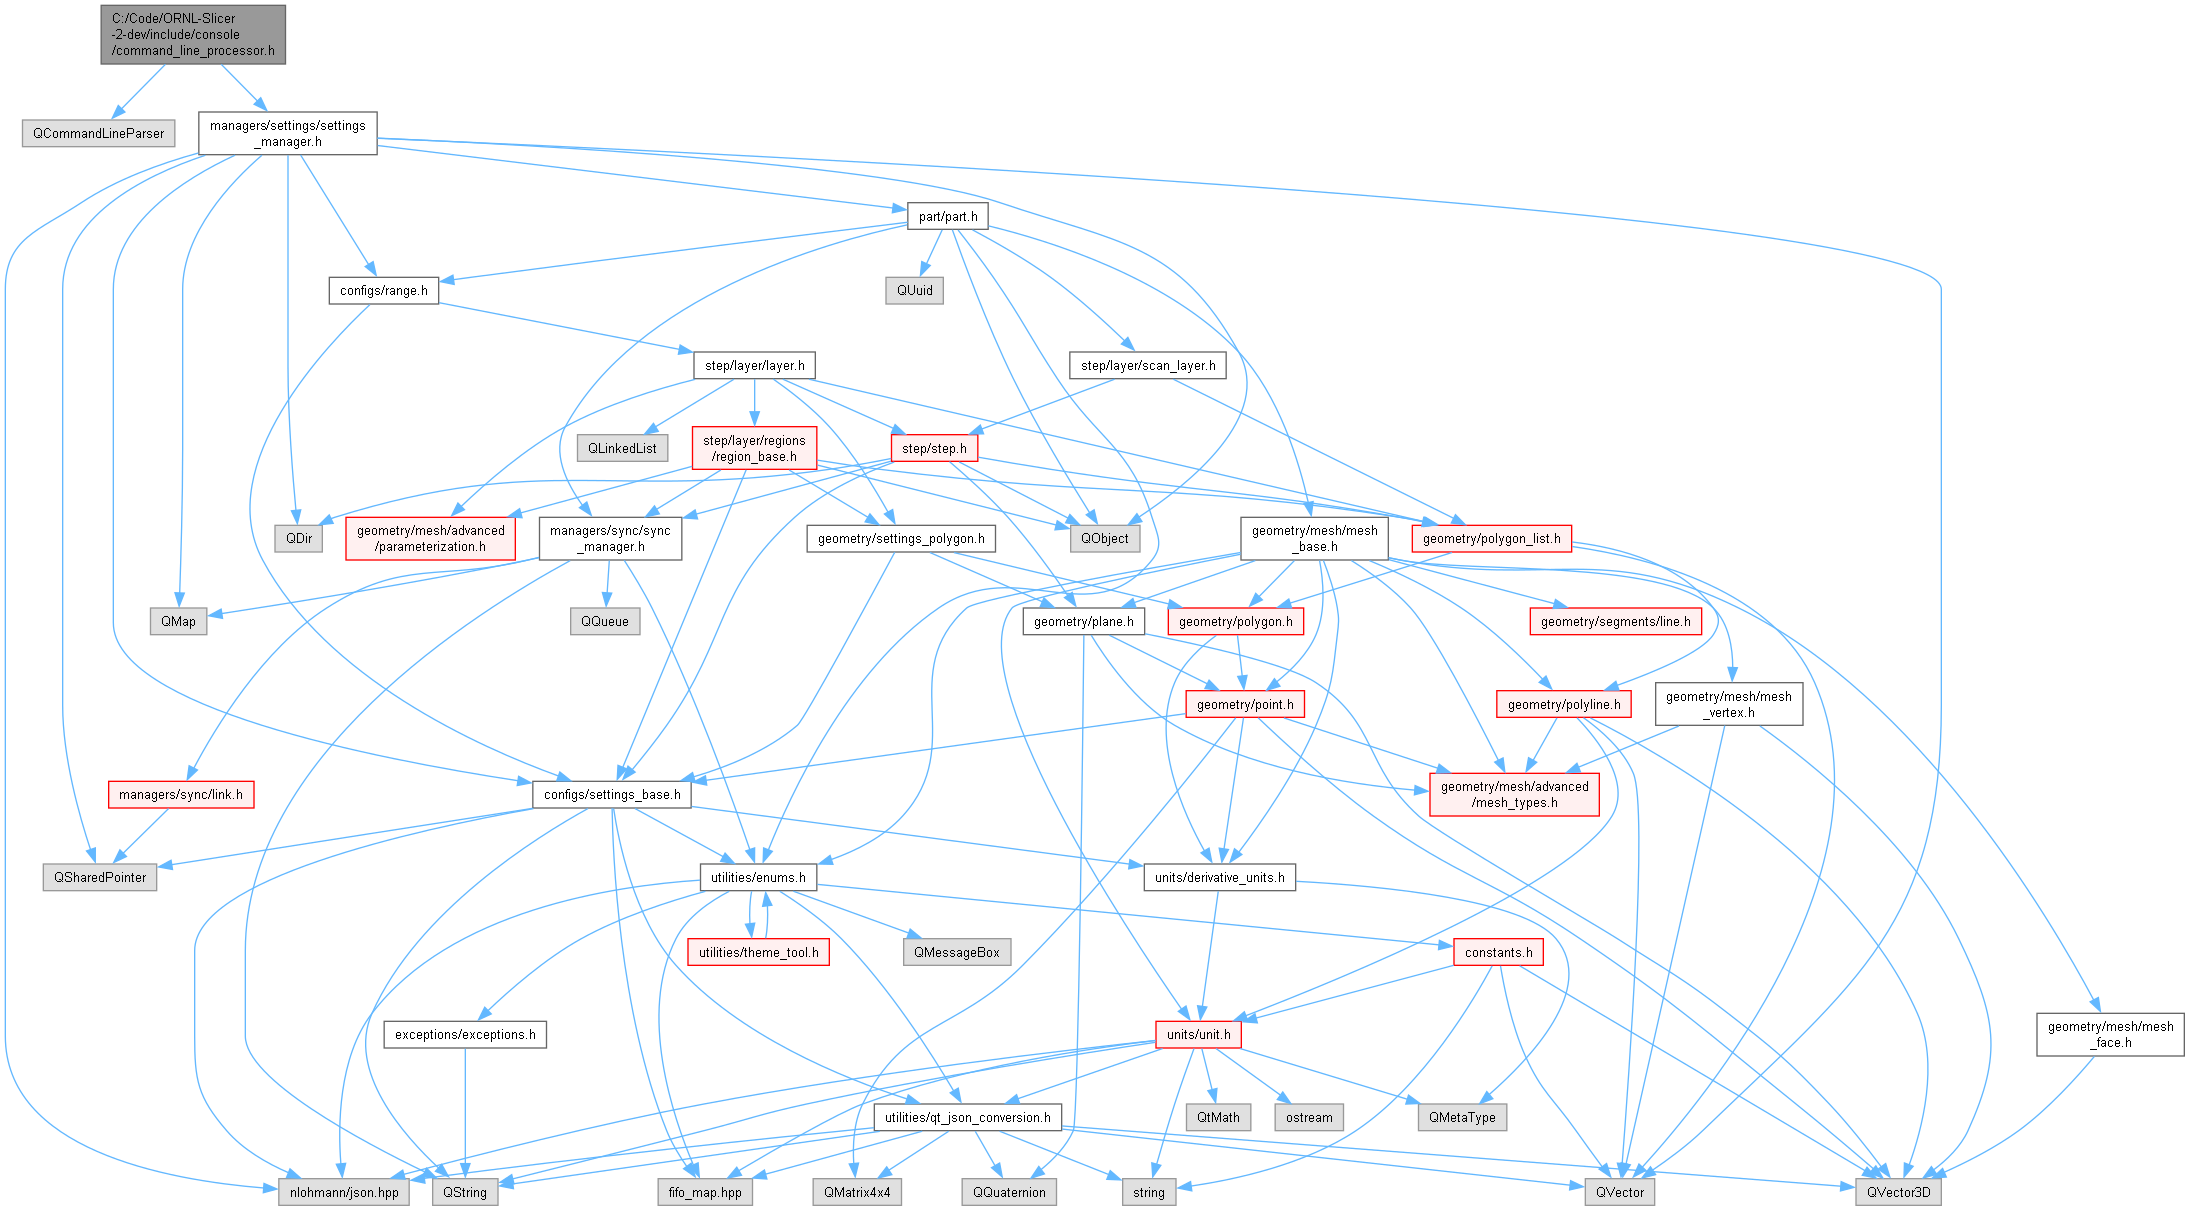 C:/Code/ORNL-Slicer
-2-dev/include/console
/command_line_processor.h
QCommandLineParser
managers/settings/settings
_manager.h
part/part.h
configs/range.h
QUuid
step/layer/layer.h
step/layer/scan_layer.h
QLinkedList
step/layer/regions
/region_base.h
step/step.h
QDir
geometry/mesh/advanced
/parameterization.h
managers/sync/sync
_manager.h
geometry/settings_polygon.h
QObject
geometry/mesh/mesh
_base.h
geometry/polygon_list.h
QMap
QQueue
geometry/plane.h
geometry/polygon.h
geometry/segments/line.h
geometry/point.h
geometry/polyline.h
geometry/mesh/mesh
_vertex.h
managers/sync/link.h
configs/settings_base.h
geometry/mesh/advanced
/mesh_types.h
QSharedPointer
utilities/enums.h
units/derivative_units.h
utilities/theme_tool.h
QMessageBox
constants.h
exceptions/exceptions.h
units/unit.h
geometry/mesh/mesh
_face.h
utilities/qt_json_conversion.h
QtMath
ostream
QMetaType
nlohmann/json.hpp
QString
fifo_map.hpp
QMatrix4x4
QQuaternion
string
QVector
QVector3D